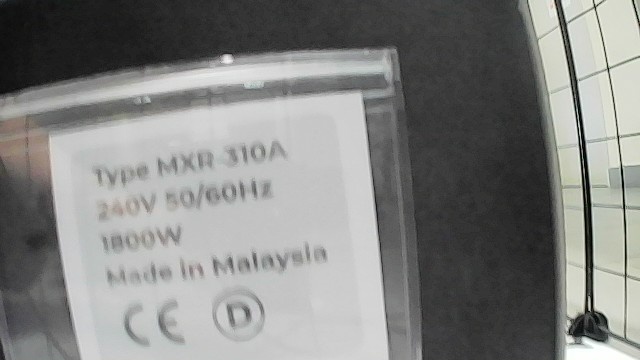 Type MXR-310A
240V 50/60Hz
1800W
Made in Malaysia
CE D